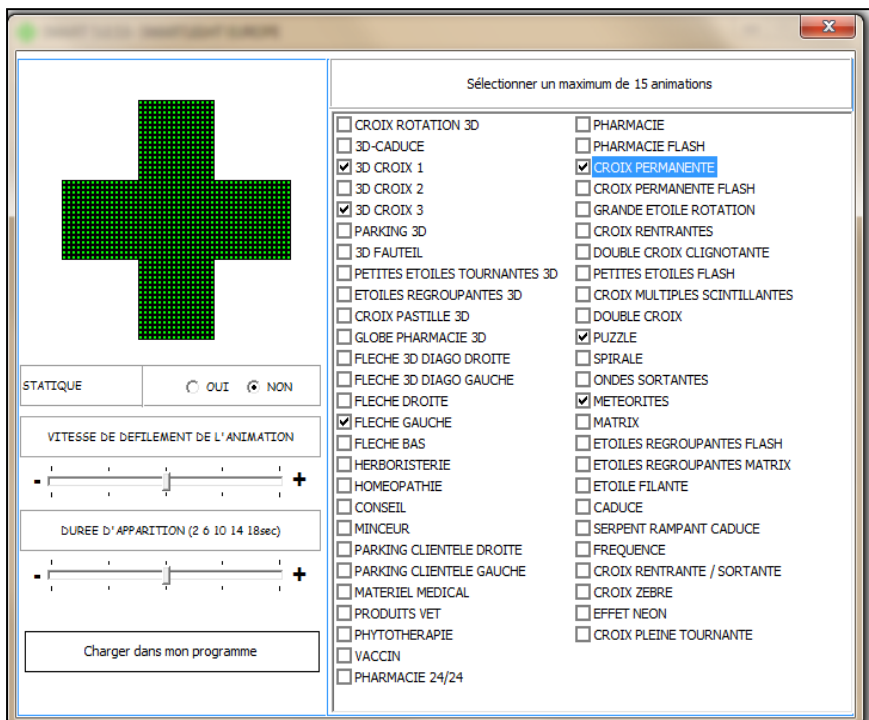 Sélectionner un maximum de 15 animations
STATIQUE
OUI
NON
VITESSE DE DEFILEMENT DE L'ANIMATION
- +
DUREE D'APPARITION (2 6 10 14 18sec)
- +
Charger dans mon programme
CROIX ROTATION 3D
3D-CADUCE
3D CROIX 1
3D CROIX 2
3D CROIX 3
PARKING 3D
3D FAUTEIL
PETITES ETOILES TOURNANTES 3D
ETOILES REGROUPANTES 3D
CROIX PASTILLE 3D
GLOBE PHARMACIE 3D
FLECHE 3D DIAGO DROITE
FLECHE 3D DIAGO GAUCHE
FLECHE DROITE
FLECHE GAUCHE
FLECHE BAS
HERBORISTERIE
HOMEOPATHIE
CONSEIL
MINCEUR
PARKING CLIENTELE DROITE
PARKING CLIENTELE GAUCHE
MATERIEL MEDICAL
PRODUITS VET
PHYTOTHERAPIE
VACCIN
PHARMACIE 24/24
PHARMACIE
PHARMACIE FLASH
CROIX PERMANENTE
CROIX PERMANENTE FLASH
GRANDE ETOILE ROTATION
CROIX RENTRANTES
DOUBLE CROIX CLIGNOTANTE
PETITES ETOILES FLASH
CROIX MULTIPLES SCINTILLANTES
DOUBLE CROIX
PUZZLE
SPIRALE
ONDES SORTANTES
METEORITES
MATRIX
ETOILES REGROUPANTES FLASH
ETOILES REGROUPANTES MATRIX
ETOILE FILANTE
CADUCE
SERPENT RAMPANT CADUCE
FREQUENCE
CROIX RENTRANTE / SORTANTE
CROIX ZEBRE
EFFET NEON
CROIX PLEINE TOURNANTE